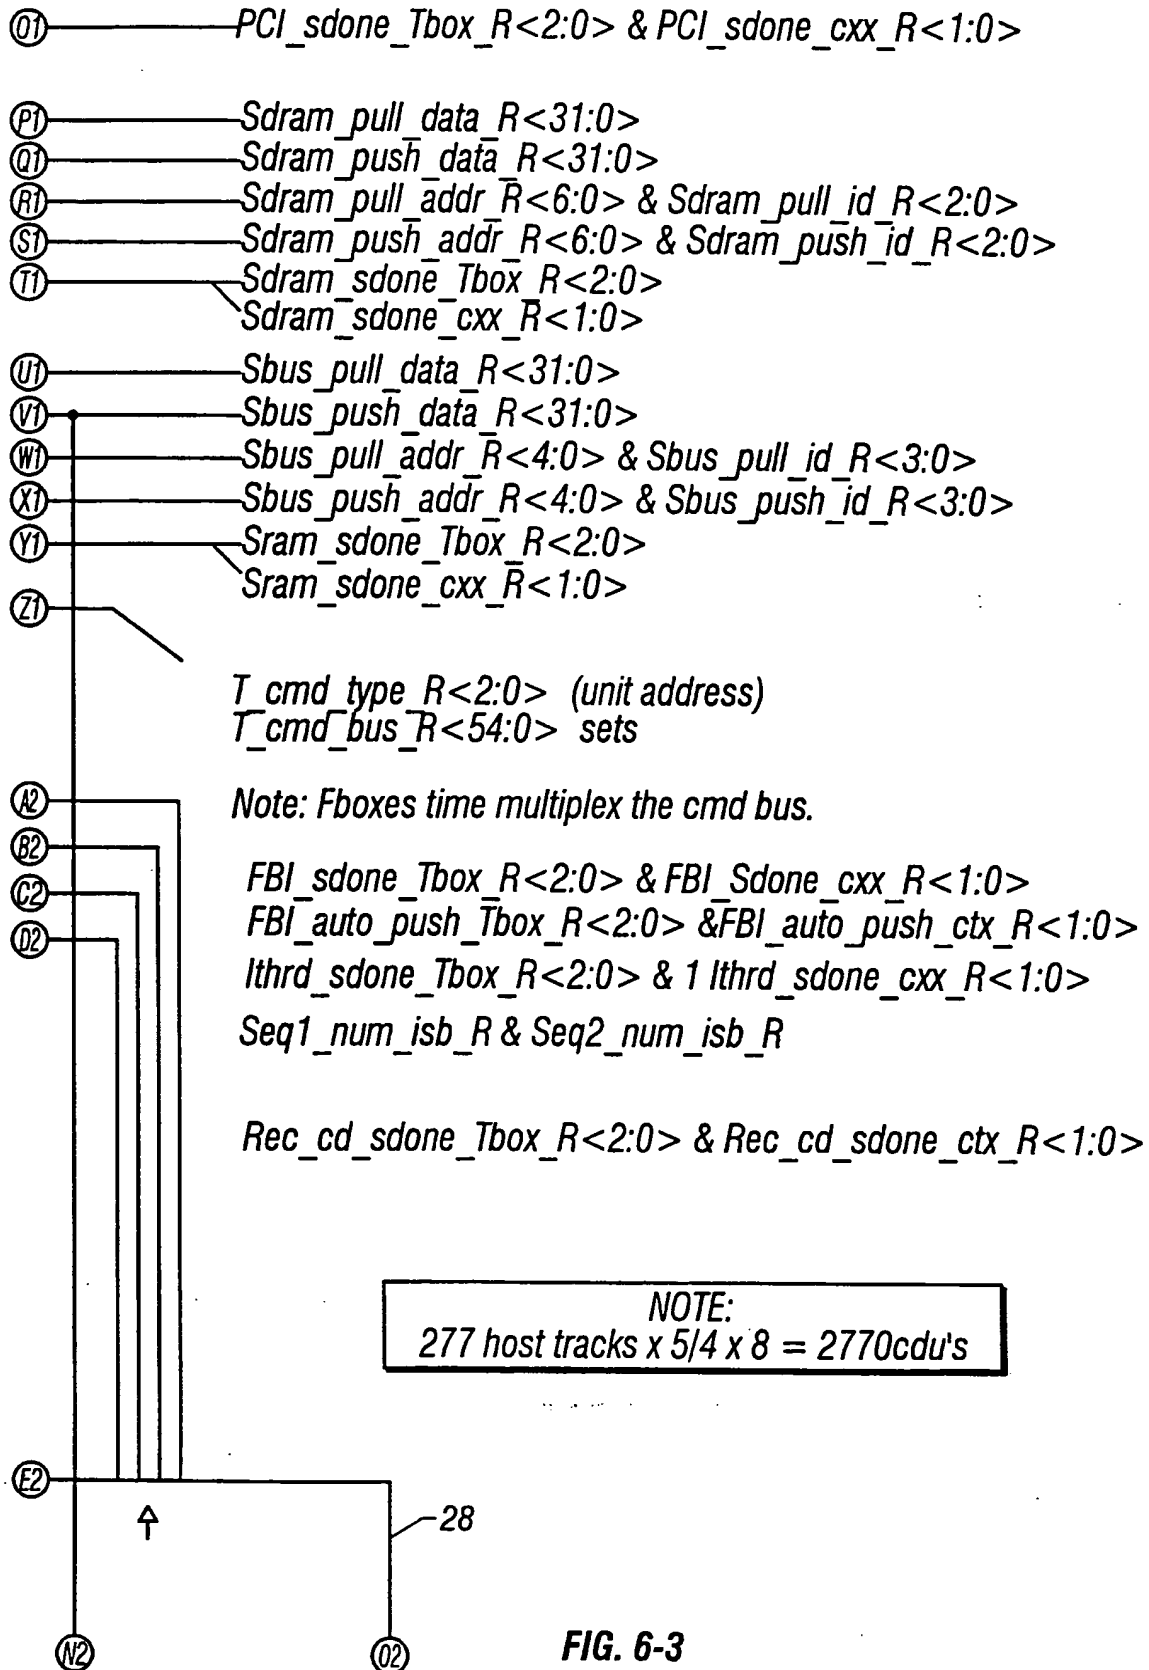 O1 PCI_sdone_Tbox_R<2:0> & PCI_sdone_cxx_R<1:0>
P1 Sdram_pull_data_R<31:0>
Q1 Sdram_push_data_R<31:0>
R1 Sdram_pull_addr_R<6:0> & Sdram_pull_id_R<2:0>
S1 Sdram_push_addr_R<6:0> & Sdram_push_id_R<2:0>
T1 Sdram_sdone_Tbox_R<2:0>
Sdram_sdone_cxx_R<1:0>
U1 Sbus_pull_data_R<31:0>
V1 Sbus_push_data_R<31:0>
W1 Sbus_pull_addr_R<4:0> & Sbus_pull_id_R<3:0>
X1 Sbus_push_addr_R<4:0> & Sbus_push_id_R<3:0>
Y1 Sram_sdone_Tbox_R<2:0>
Sram_sdone_cxx_R<1:0>
Z1
T_cmd_type_R<2:0> (unit address)
T_cmd_bus_R<54:0> sets
A2 Note: Fboxes time multiplex the cmd bus.
B2
FBI_sdone_Tbox_R<2:0> & FBI_Sdone_cxx_R<1:0>
C2
FBI_auto_push_Tbox_R<2:0> &FBI_auto_push_ctx_R<1:0>
D2
Ithrd_sdone_Tbox_R<2:0> & 1 Ithrd_sdone_cxx_R<1:0>
Seq1_num_isb_R & Seq2_num_isb_R
Rec_cd_sdone_Tbox_R<2:0> & Rec_cd_sdone_ctx_R<1:0>
NOTE:
277 host tracks x 5/4 x 8 = 2770cdu's
E2
28
N2 O2 FIG. 6-3